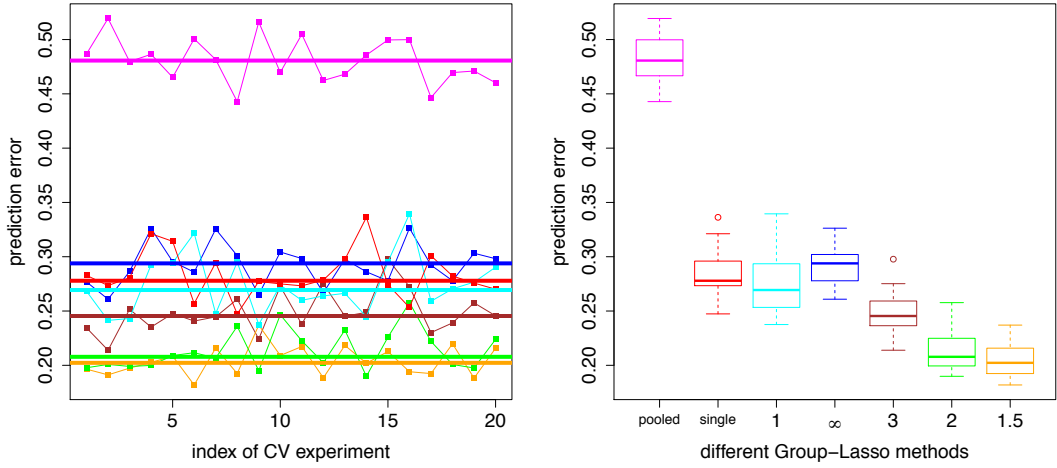 prediction error
0.20 0.25 0.30 0.35 0.40 0.45 0.50
5 10 15 20
index of CV experiment
prediction error
0.20 0.25 0.30 0.35 0.40 0.45 0.50
pooled single 1 ∞ 3 2 1.5
different Group−Lasso methods